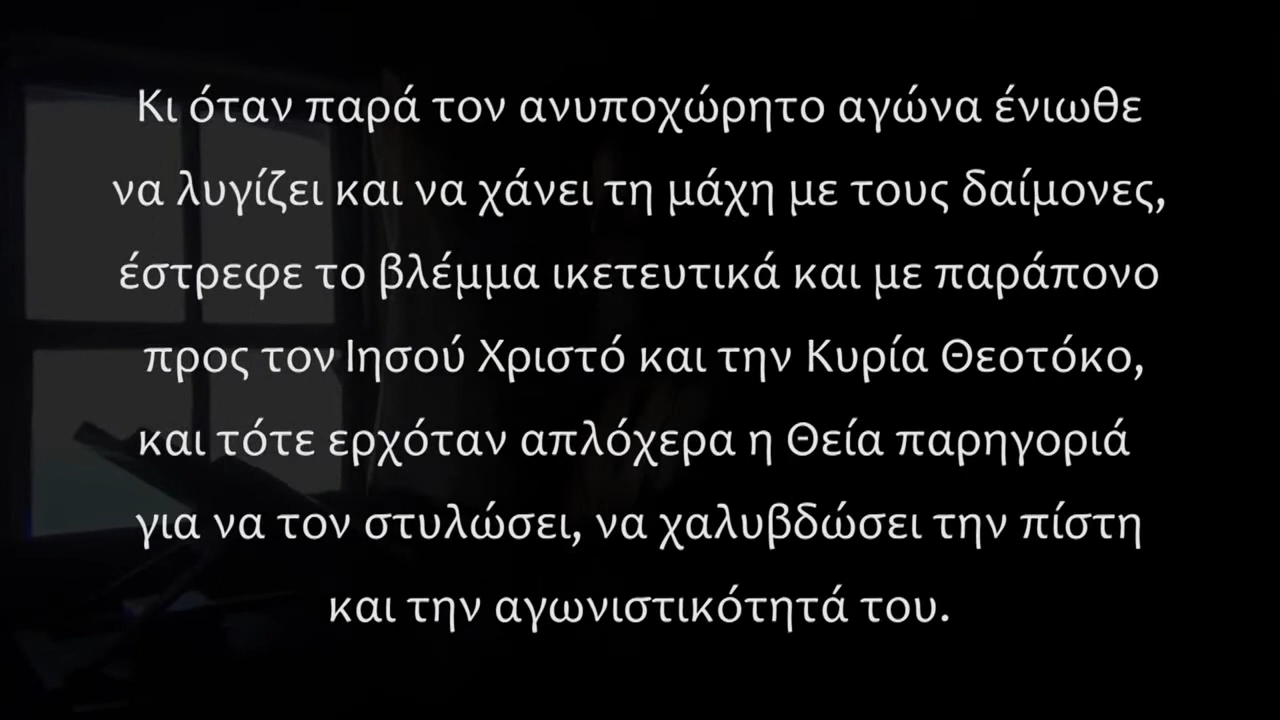 Κι όταν παρά τον ανυποχώρητο αγώνα ένιωθε
να λυγίζει και να χάνει τη μάχη με τους δαίμονες,
έστρεφε το βλέμμα ικετευτικά και με παράπονο
προς τον Ιησού Χριστό και την Κυρία Θεοτόκο,
και τότε ερχόταν απλόχερα η Θεία παρηγοριά
για να τον στυλώσει, να χαλυβδώσει την πίστη
και την αγωνιστικότητά του.